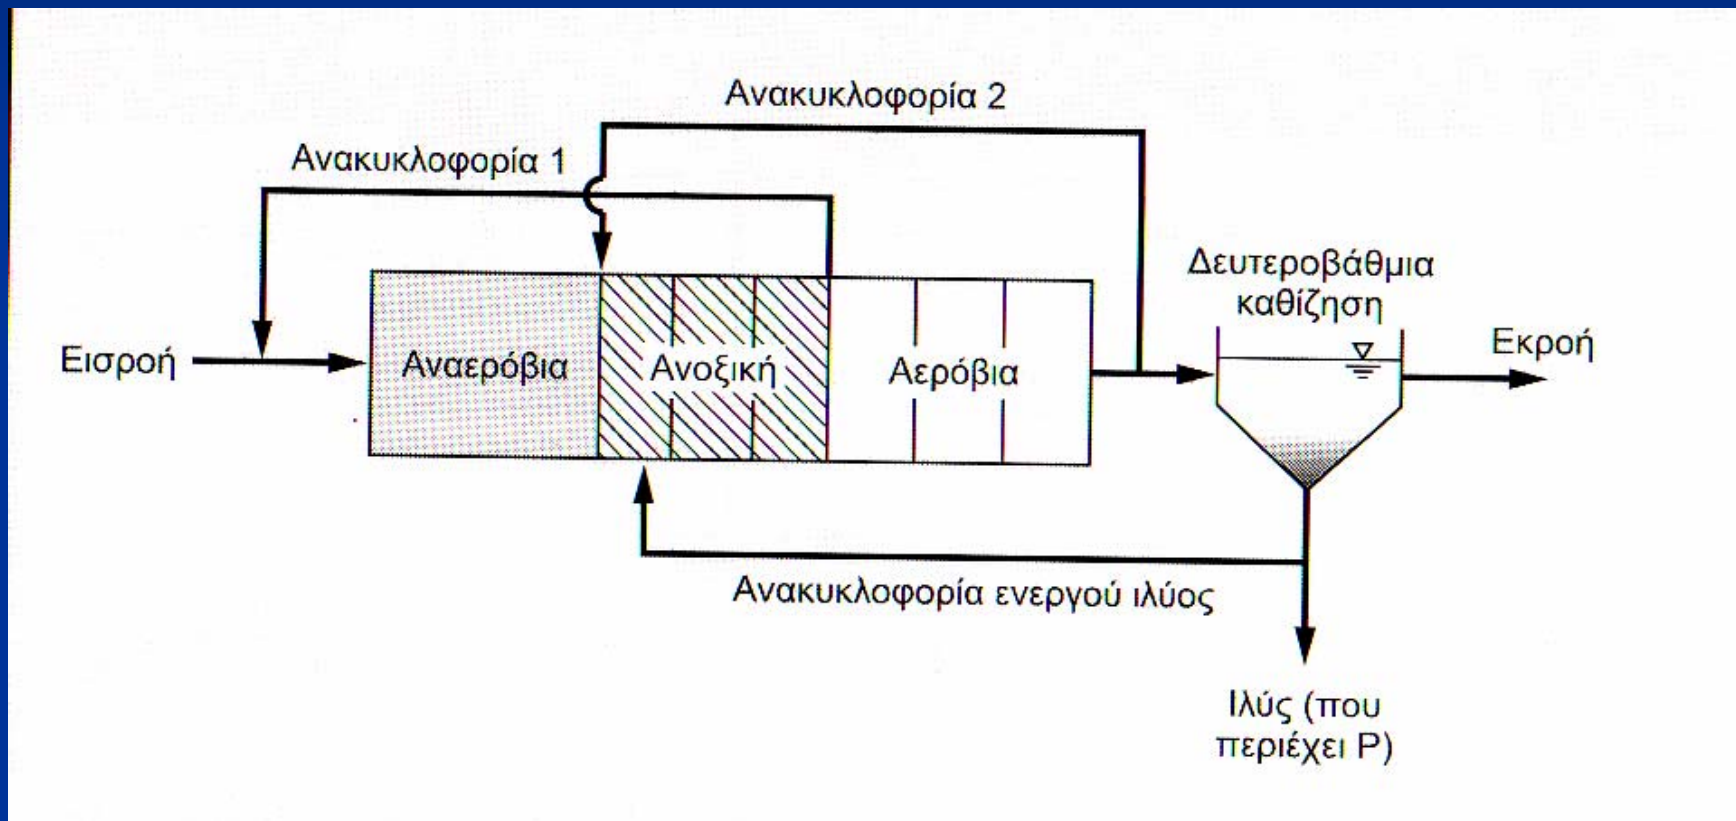 Ανακυκλοφορία 2
Ανακυκλοφορία 1
Δευτεροβάθμια
καθίζηση
Εισροή
Αναερόβια
Ανοξική
Αερόβια
Εκροή
Ανακυκλοφορία ενεργού ιλύος
Ιλύς (που
περιέχει P)